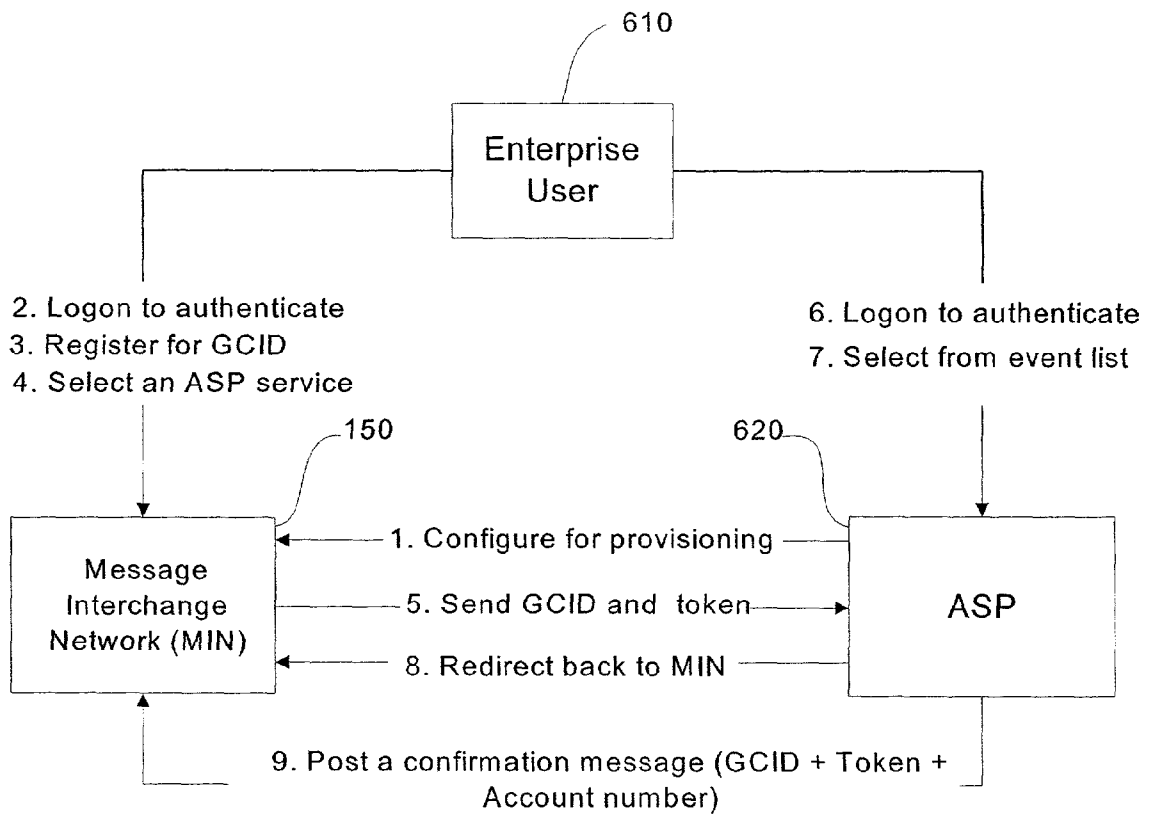 610
Enterprise
User
2. Logon to authenticate
3. Register for GCID
4. Select an ASP service
6. Logon to authenticate
7. Select from event list
150
620
Message
Interchange
Network (MIN)
1. Configure for provisioning
5. Send GCID and token
8. Redirect back to MIN
ASP
9. Post a confirmation message (GCID + Token +
Account number)